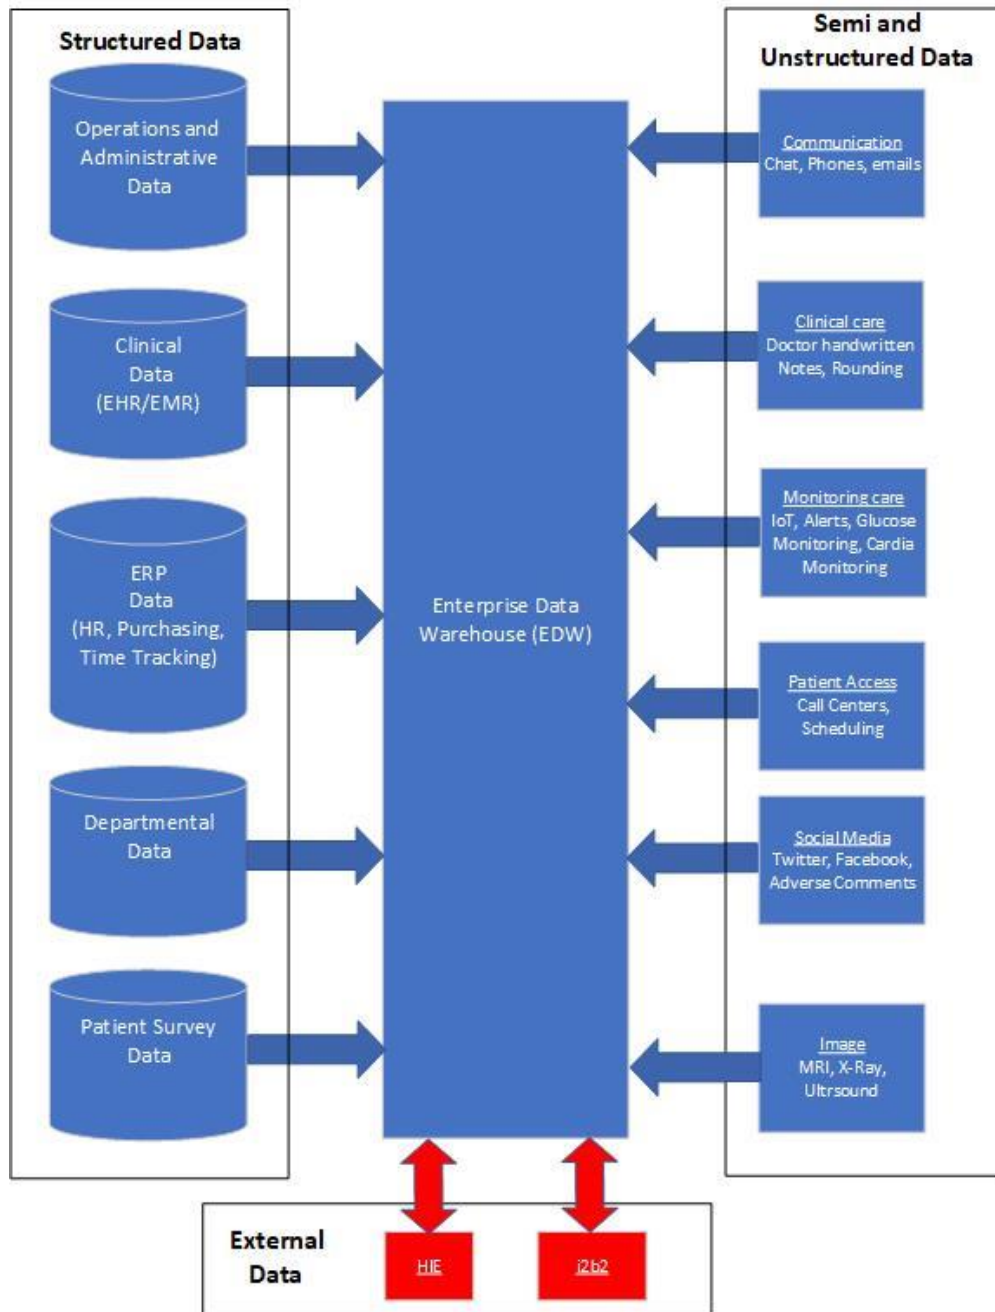 Structured Data
Operations and
Administrative
Data
Clinical
Data
(EHR/EMR)
ERP
Data
(HR, Purchasing,
Time Tracking)
Departmental
Data
Patient Survey
Data
Enterprise Data
Warehouse (EDW)
Semi and
Unstructured Data
Communication
Chat, Phones, emails
Clinical care
Doctor handwritten
Notes, Rounding
Monitoring care
IoT, Alerts, Glucose
Monitoring, Cardia
Monitoring
Patient Access
Call Centers,
Scheduling
Social Media
Twitter, Facebook,
Adverse Comments
Image
MRI, X-Ray,
Ultrsound
External
Data
HIE
i2b2